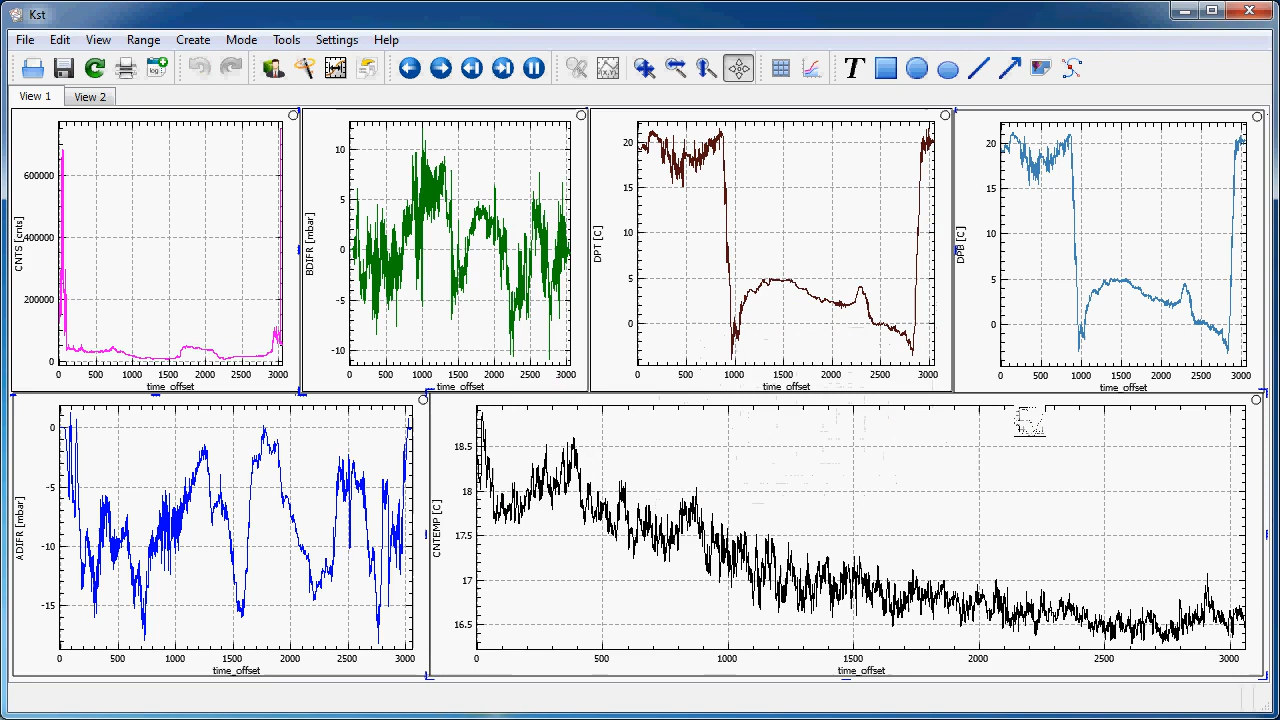 Kst
File Edit View Range Create Mode Tools Settings Help
log: T
View 1 View 2
CNTS [cnts]
600000
400000
200000
0
0 500 1000 1500 2000 2500 3000
time_offset
BDIFR [mbar]
10
5
0
-5
-10
0 500 1000 1500 2000 2500 3000
time_offset
DPT [C]
20
15
10
5
0
0 500 1000 1500 2000 2500 3000
time_offset
DPB [C]
20
15
10
5
0
0 500 1000 1500 2000 2500 3000
time_offset
ADIFR [mbar]
0
-5
-10
-15
0 500 1000 1500 2000 2500 3000
time_offset
CNTEMP [C]
18.5
18
17.5
17
16.5
0 500 1000 1500 2000 2500 3000
time_offset